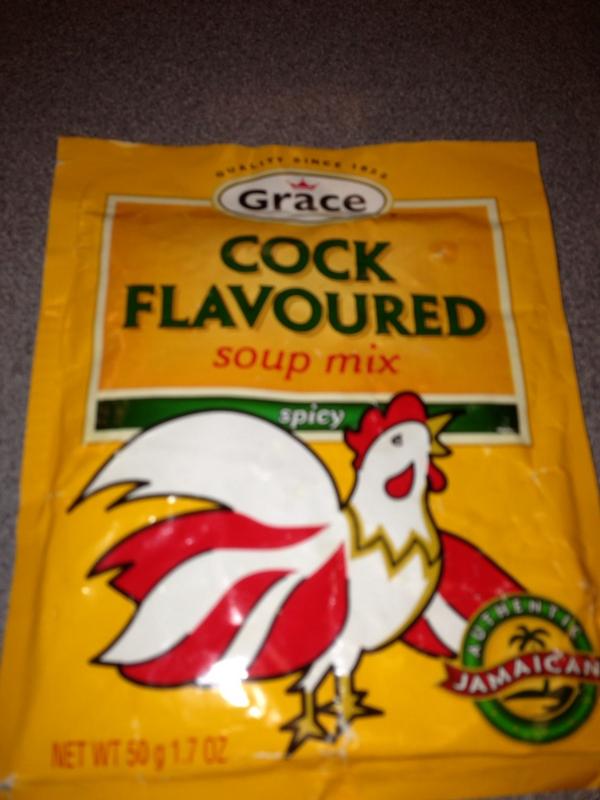 QUALITY SINCE 1922
Grace
COCK
FLAVOURED
soup mix
spicy
AUTHENTIC
JAMAICAN
NET WT 50 g 1.7 OZ